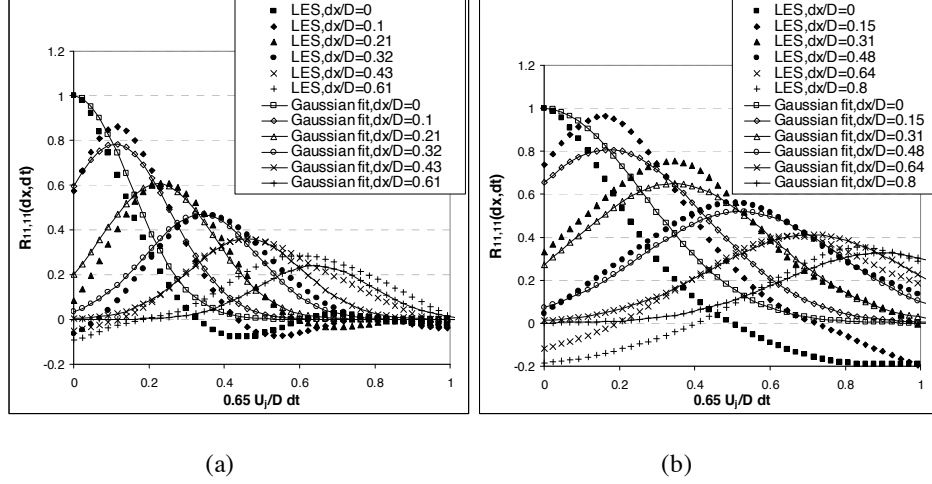 LES,dx/D=0
LES,dx/D=0.1
LES,dx/D=0.21
LES,dx/D=0.32
LES,dx/D=0.43
LES,dx/D=0.61
Gaussian fit,dx/D=0
Gaussian fit,dx/D=0.1
Gaussian fit,dx/D=0.21
Gaussian fit,dx/D=0.32
Gaussian fit,dx/D=0.43
Gaussian fit,dx/D=0.61
1.2
1
0.8
0.6
0.4
0.2
0
-0.2
R11,11(dx,dt)
0 0.2 0.4 0.6 0.8 1
0.65 Uj/D dt
(a)
LES,dx/D=0
LES,dx/D=0.15
LES,dx/D=0.31
LES,dx/D=0.48
LES,dx/D=0.64
LES,dx/D=0.8
Gaussian fit,dx/D=0
Gaussian fit,dx/D=0.15
Gaussian fit,dx/D=0.31
Gaussian fit,dx/D=0.48
Gaussian fit,dx/D=0.64
Gaussian fit,dx/D=0.8
1.2
1
0.8
0.6
0.4
0.2
0
-0.2
R11,11(dx,dt)
0 0.2 0.4 0.6 0.8 1
0.65 Uj/D dt
(b)